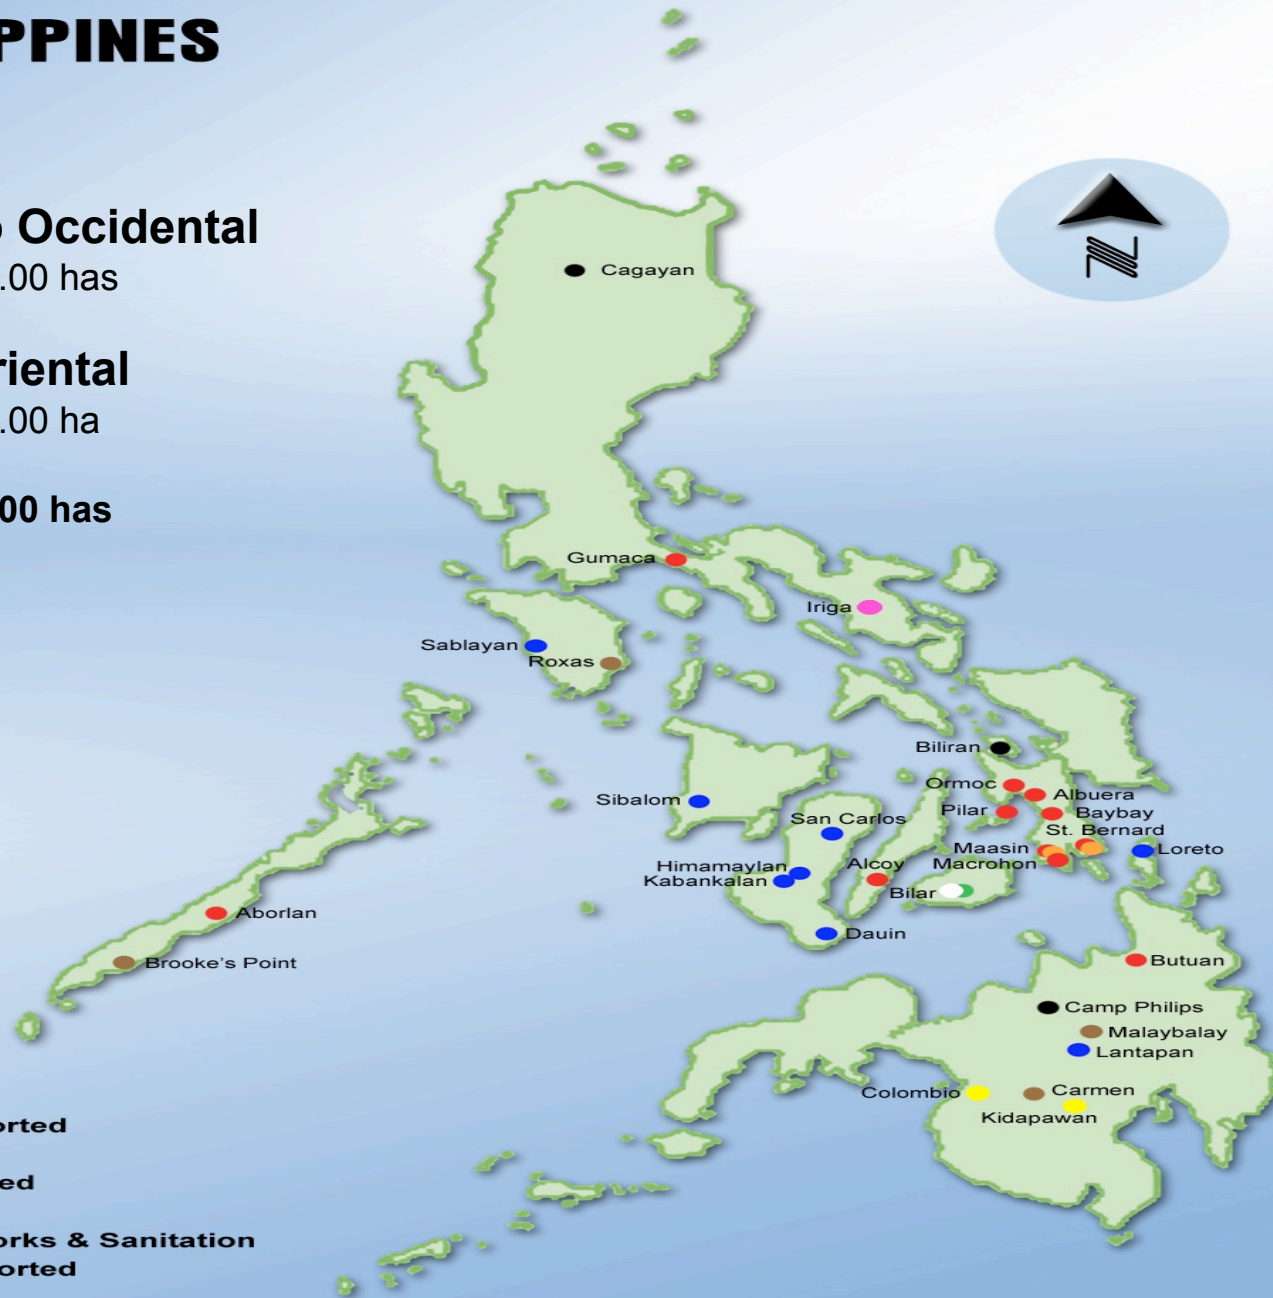 PPINES
Occidental
.00 has
riental
.00 ha
00 has
Cagayan
Gumaca
Iriga
Sablayan
Roxas
Biliran
Ormoc
Albuera
Sibalom
Pilar
Baybay
San Carlos
St. Bernard
Maasin
Loreto
Himamaylan
Alcoy
Macrohon
Kabankalan
Bilar
Aborlan
Dauin
Brooke's Point
Butuan
Camp Philips
Malaybalay
Lantapan
Colombio
Carmen
Kidapawan
orted
ed
orks & Sanitation
orted
N